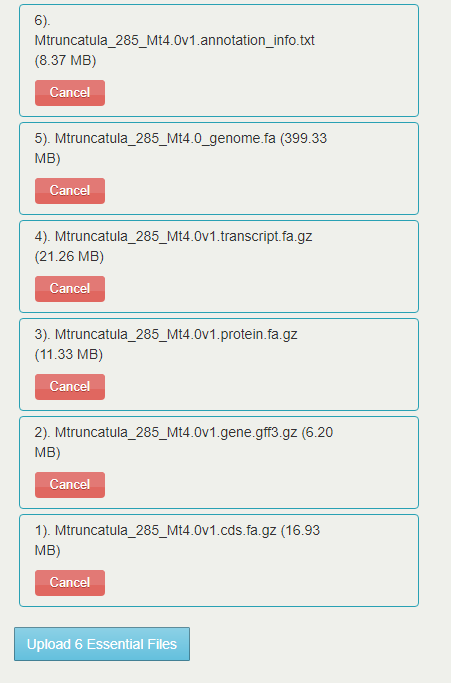 6).
Mtruncatula_285_Mt4.0v1.annotation_info.txt
(8.37 MB)
Cancel
5). Mtruncatula_285_Mt4.0_genome.fa (399.33
MB)
Cancel
4). Mtruncatula_285_Mt4.0v1.transcript.fa.gz
(21.26 MB)
Cancel
3). Mtruncatula_285_Mt4.0v1.protein.fa.gz
(11.33 MB)
Cancel
2). Mtruncatula_285_Mt4.0v1.gene.gff3.gz (6.20
MB)
Cancel
1). Mtruncatula_285_Mt4.0v1.cds.fa.gz (16.93
MB)
Cancel
Upload 6 Essential Files